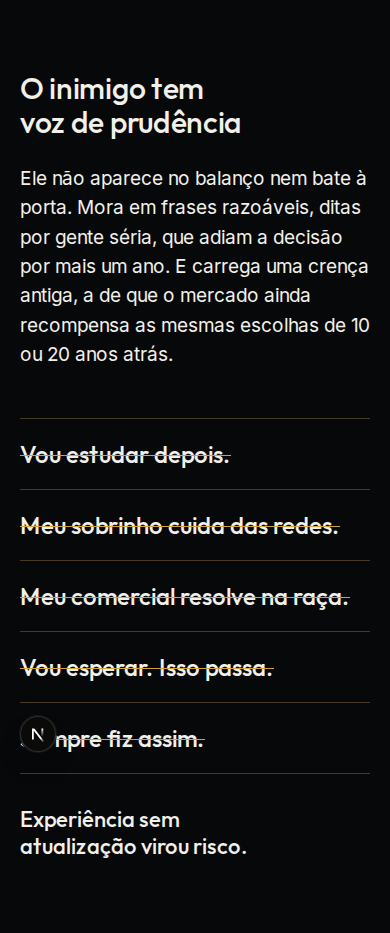 O inimigo tem
voz de prudência
Ele não aparece no balanço nem bate à
porta. Mora em frases razoáveis, ditas
por gente séria, que adiam a decisão
por mais um ano. E carrega uma crença
antiga, a de que o mercado ainda
recompensa as mesmas escolhas de 10
ou 20 anos atrás.
Vou estudar depois.
Meu sobrinho cuida das redes.
Meu comercial resolve na raça.
Vou esperar. Isso passa.
fiz assim.
Experiência sem
atualização virou risco.